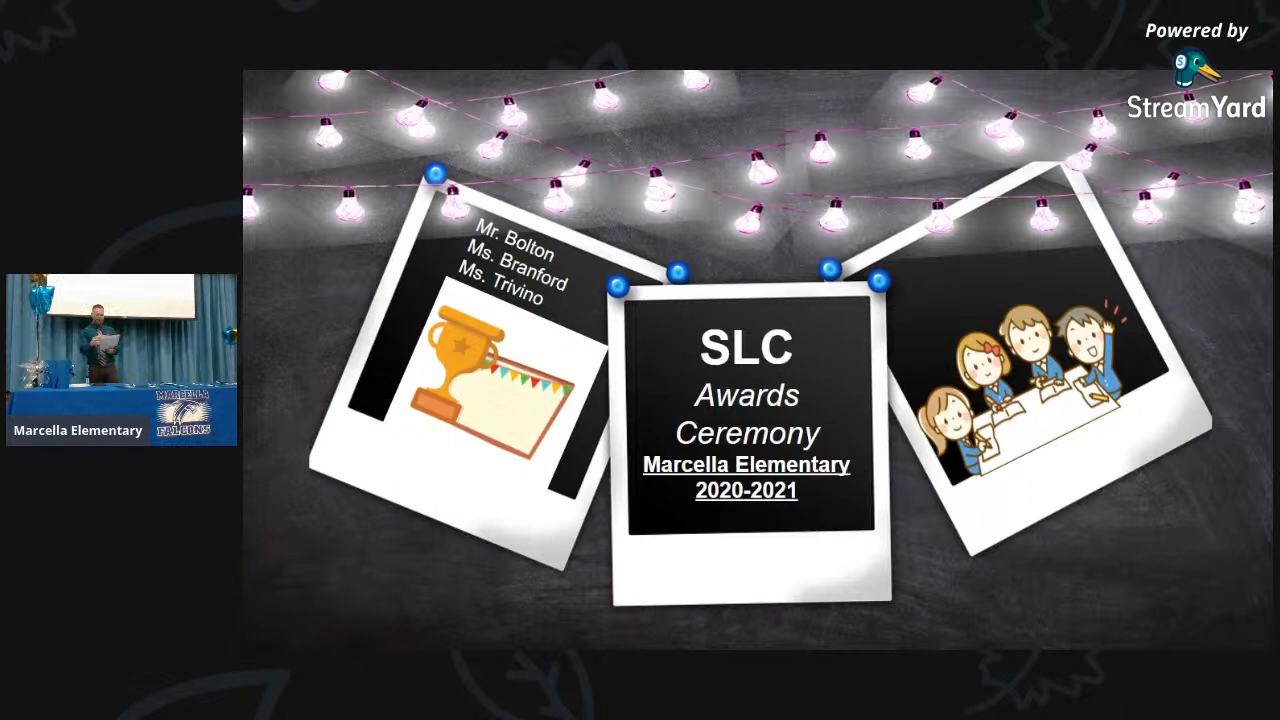 Powered by
StreamYard
Mr. Bolton
Ms. Branford
Ms. Trivino
SLC
Awards
Ceremony
Marcella Elementary
2020-2021
MARCELLA
FALCONS
Marcella Elementary